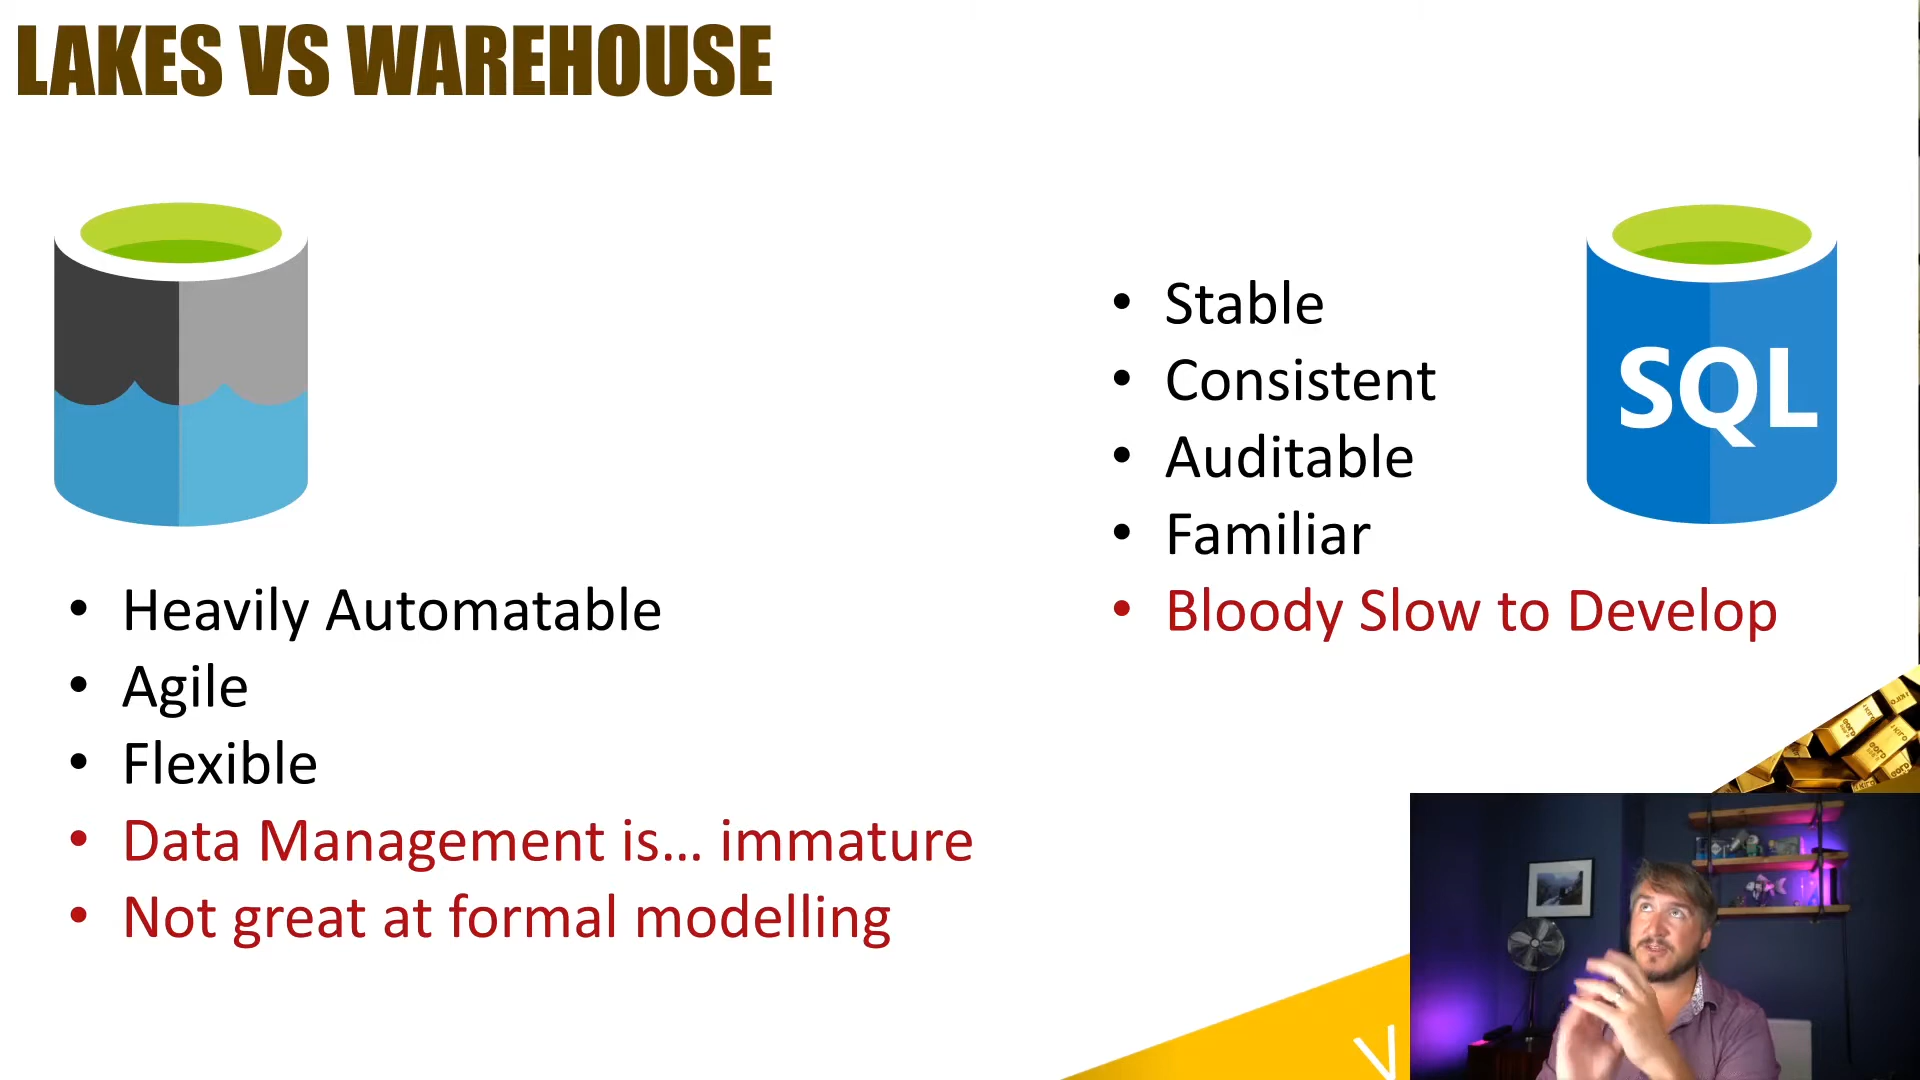 LAKES VS WAREHOUSE
SQL
• Stable
• Consistent
• Auditable
• Familiar
• Bloody Slow to Develop
• Heavily Automatable
• Agile
• Flexible
• Data Management is... immature
• Not great at formal modelling
V